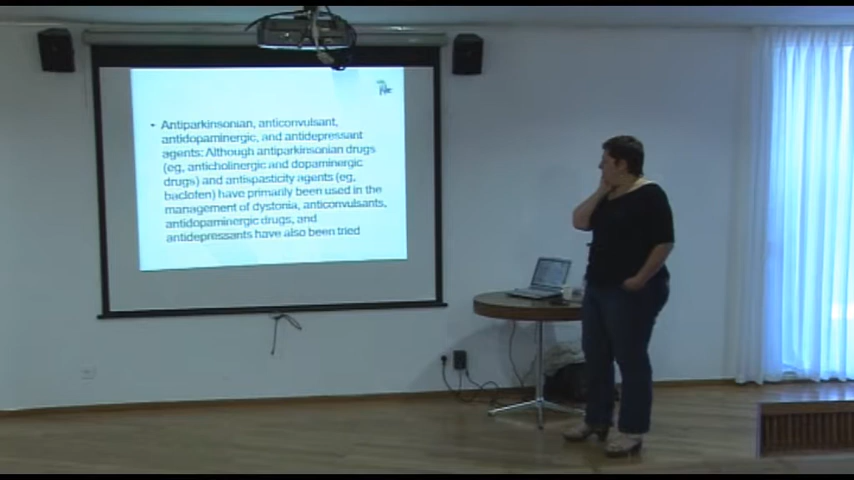 • Antiparkinsonian, anticonvulsant,
antidopaminergic, and antidepressant
agents: Although antiparkinsonian drugs
(eg, anticholinergic and dopaminergic
drugs) and antispasticity agents (eg,
baclofen) have primarily been used in the
management of dystonia, anticonvulsants,
antidopaminergic drugs, and
antidepressants have also been tried